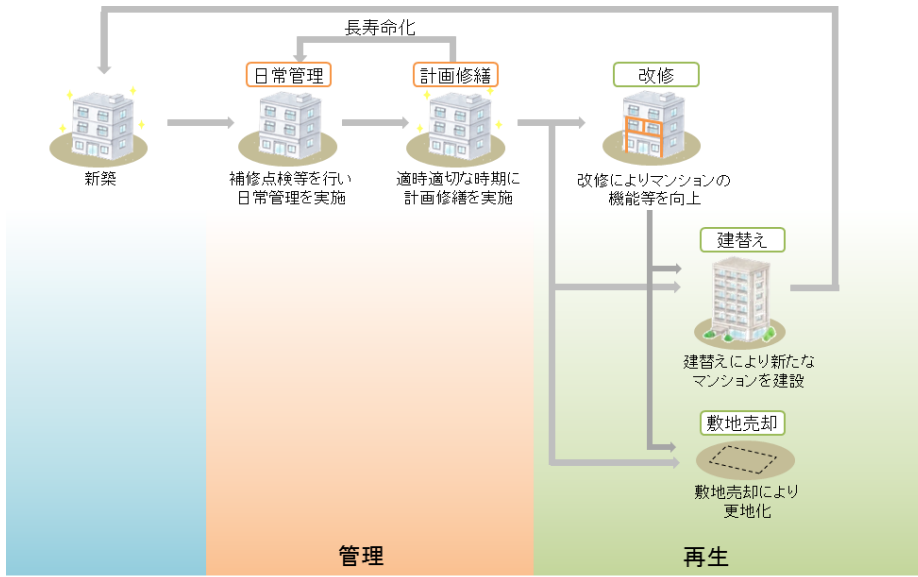 長寿命化
日常管理
計画修繕
改修
新築
補修点検等を行い
日常管理を実施
適時適切な時期に
計画修繕を実施
改修によりマンションの
機能等を向上
建替え
建替えにより新たな
マンションを建設
敷地売却
敷地売却により
更地化
管理
再生